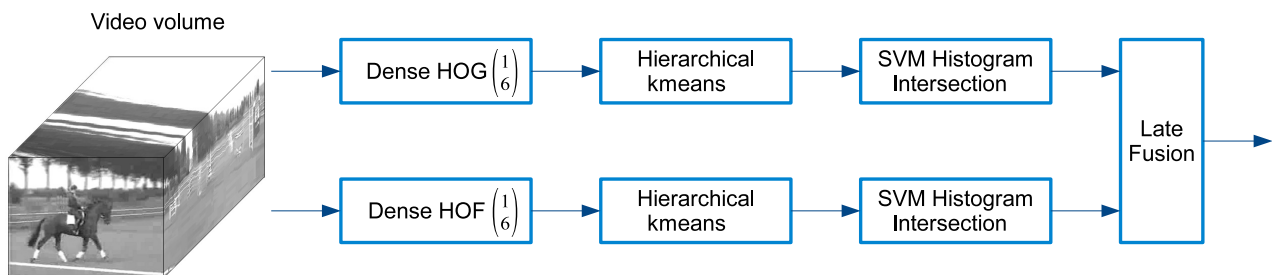 Video volume
Dense HOG (1 6)
Hierarchical
kmeans
SVM Histogram
Intersection
Late
Fusion
Dense HOF (1 6)
Hierarchical
kmeans
SVM Histogram
Intersection